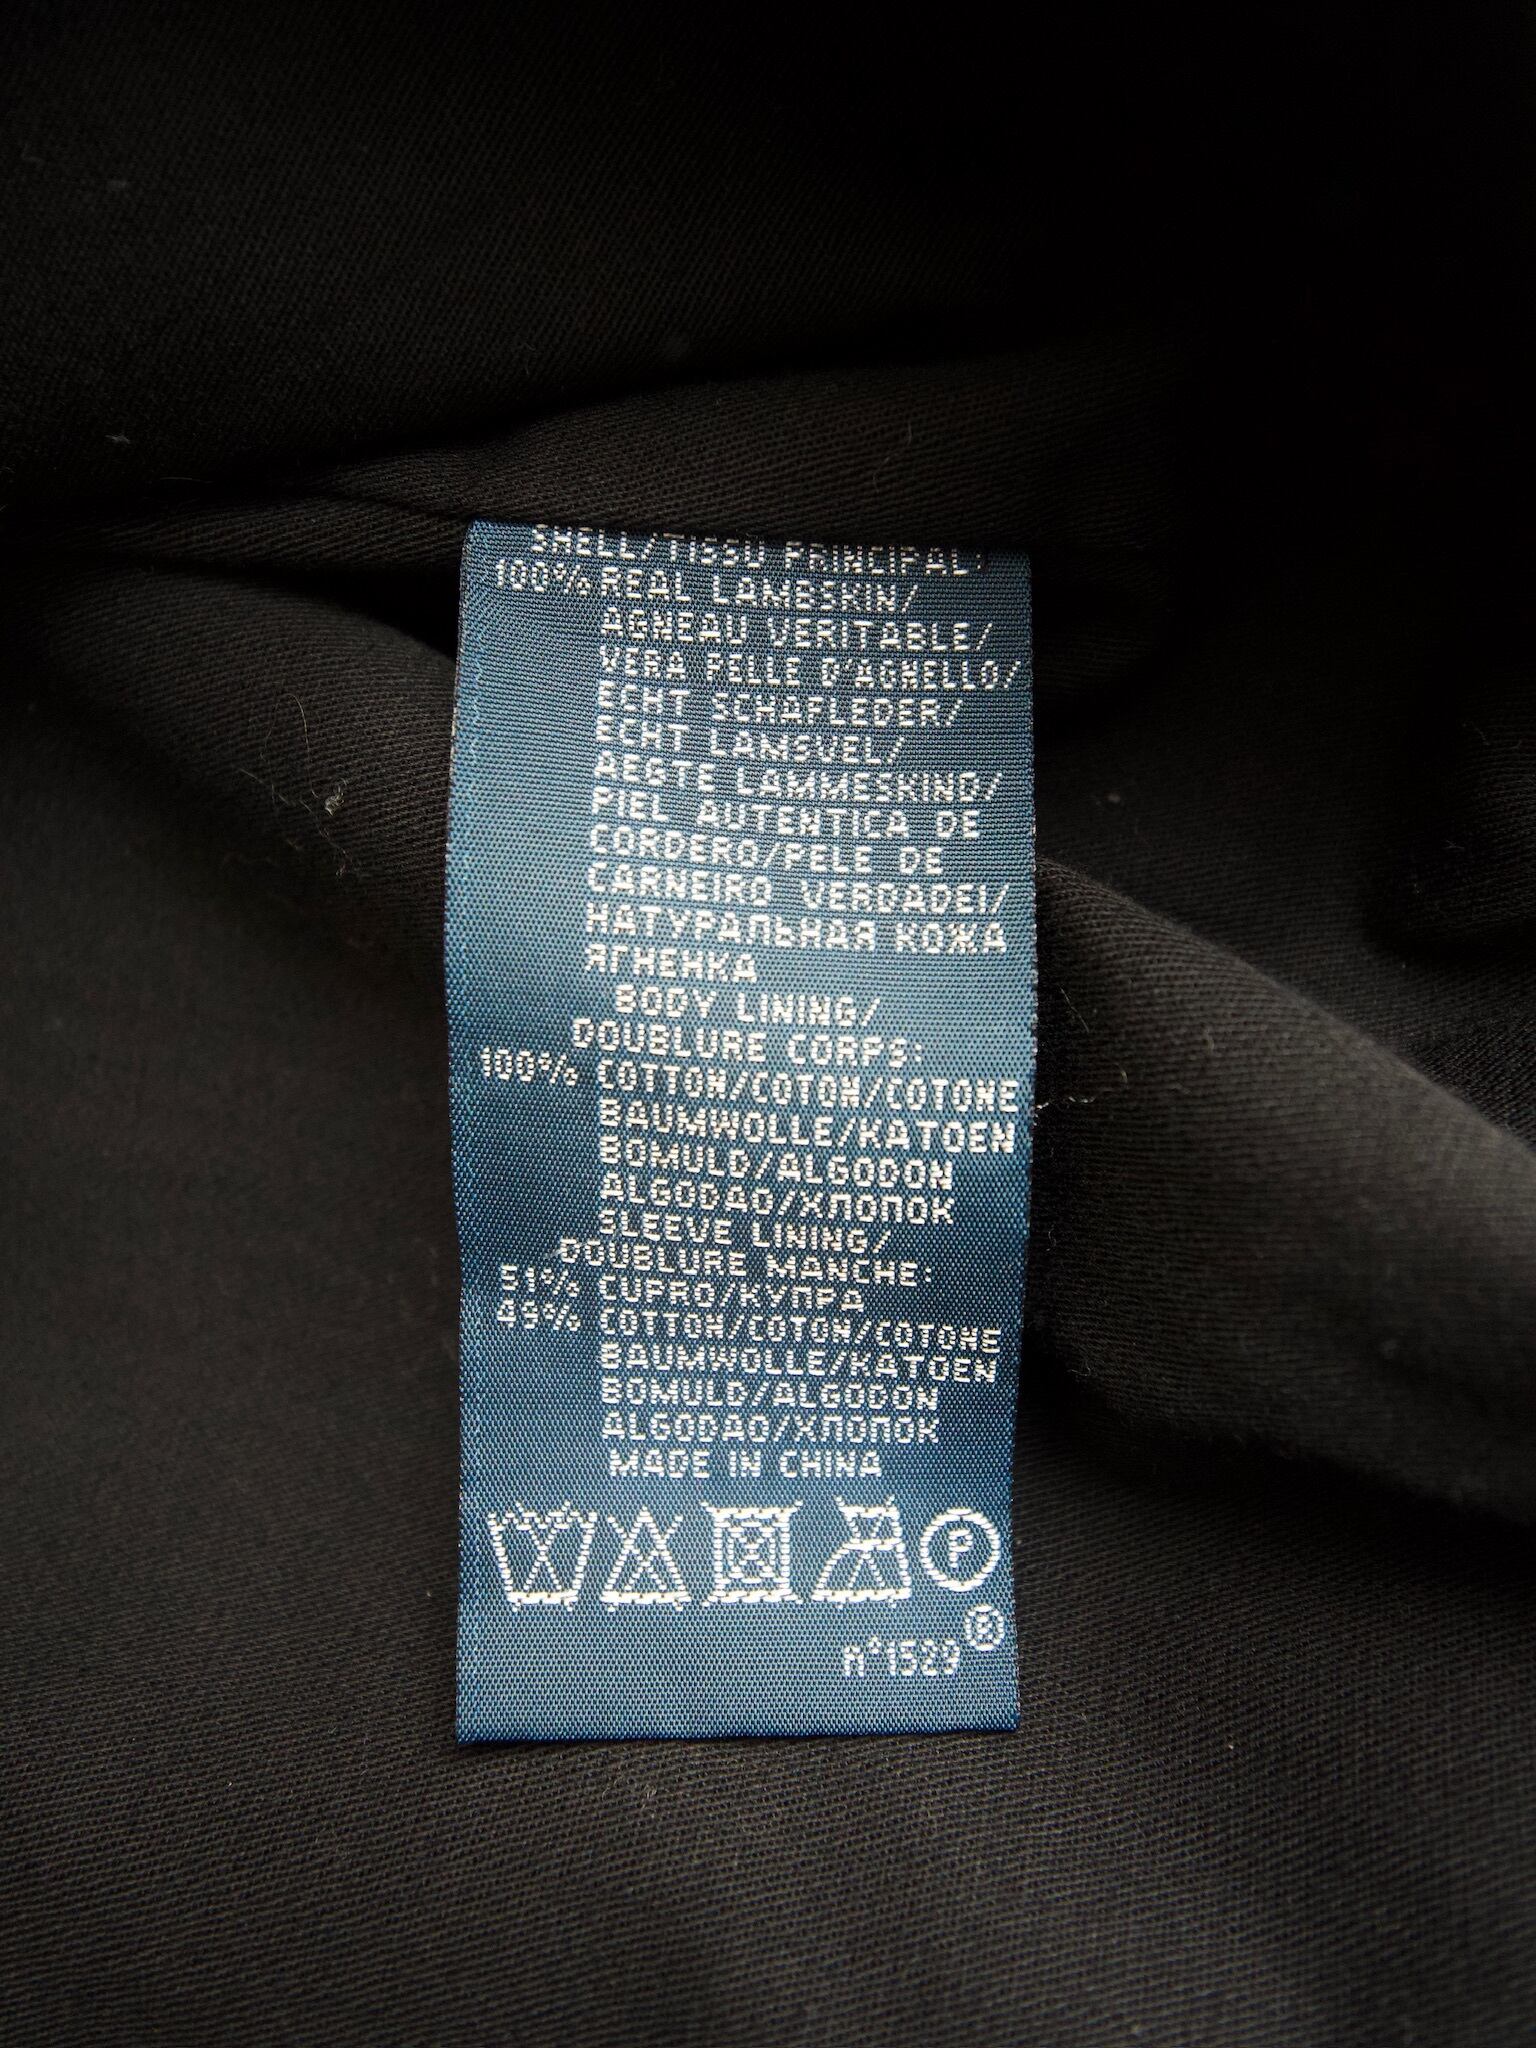 SHELL/TISSU PRINCIPAL:
100% REAL LAMBSKIN/
AGNEAU VERITABLE/
VERA PELLE D'AGNELLO/
ECHT SCHAFLEDER/
ECHT LAMSVEL/
AEGTE LAMMESKIND/
PIEL AUTENTICA DE
CORDERO/PELE DE
CARNEIRO VERDADEI/
НАТУРАЛЬНАЯ КОЖА
ЯГНЕНКА
BODY LINING/
DOUBLURE CORPS:
100% COTTON/COTON/COTONE
BAUMWOLLE/KATOEN
BOMULD/ALGODON
ALGODAO/ХЛОПОК
SLEEVE LINING/
DOUBLURE MANCHE:
51% CUPRO/КУПРА
49% COTTON/COTON/COTONE
BAUMWOLLE/KATOEN
BOMULD/ALGODON
ALGODAO/ХЛОПОК
MADE IN CHINA
P
®
1529